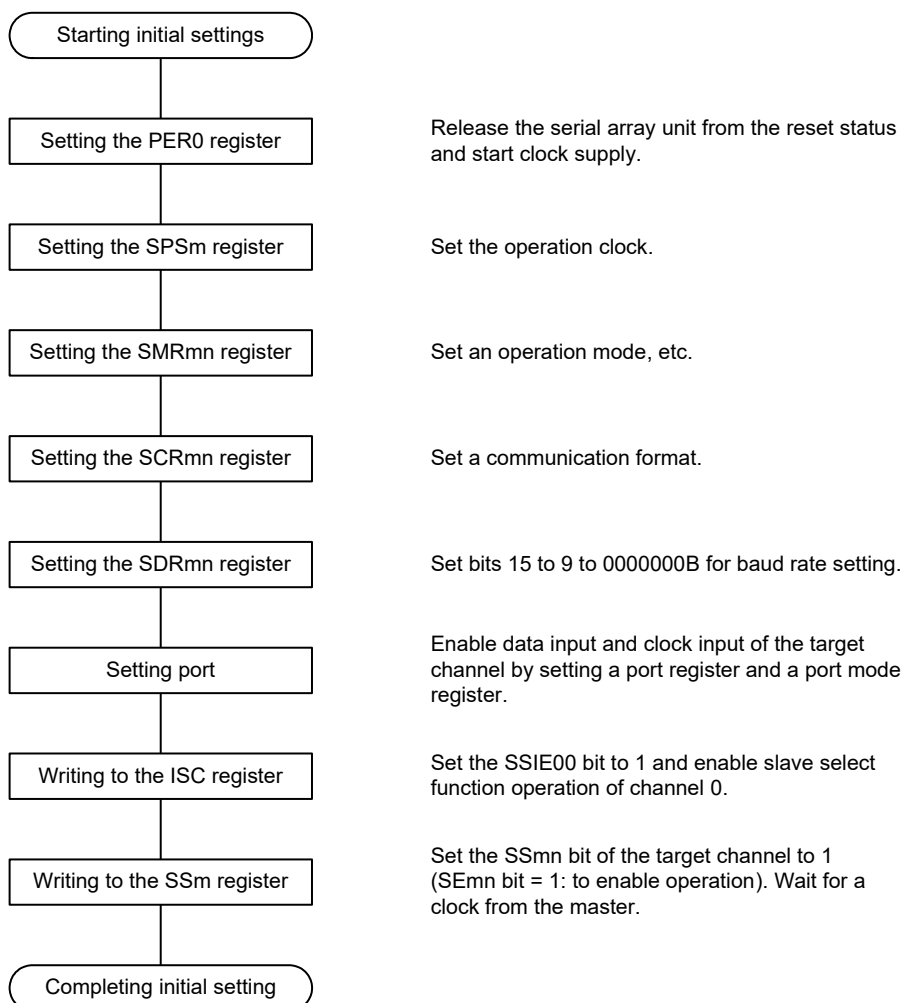 Starting initial settings
Setting the PER0 register
Release the serial array unit from the reset status
and start clock supply.
Setting the SPSm register
Set the operation clock.
Setting the SMRmn register
Set an operation mode, etc.
Setting the SCRmn register
Set a communication format.
Setting the SDRmn register
Set bits 15 to 9 to 0000000B for baud rate setting.
Setting port
Enable data input and clock input of the target
channel by setting a port register and a port mode
register.
Writing to the ISC register
Set the SSIE00 bit to 1 and enable slave select
function operation of channel 0.
Writing to the SSm register
Set the SSmn bit of the target channel to 1
(SEmn bit = 1: to enable operation). Wait for a
clock from the master.
Completing initial setting